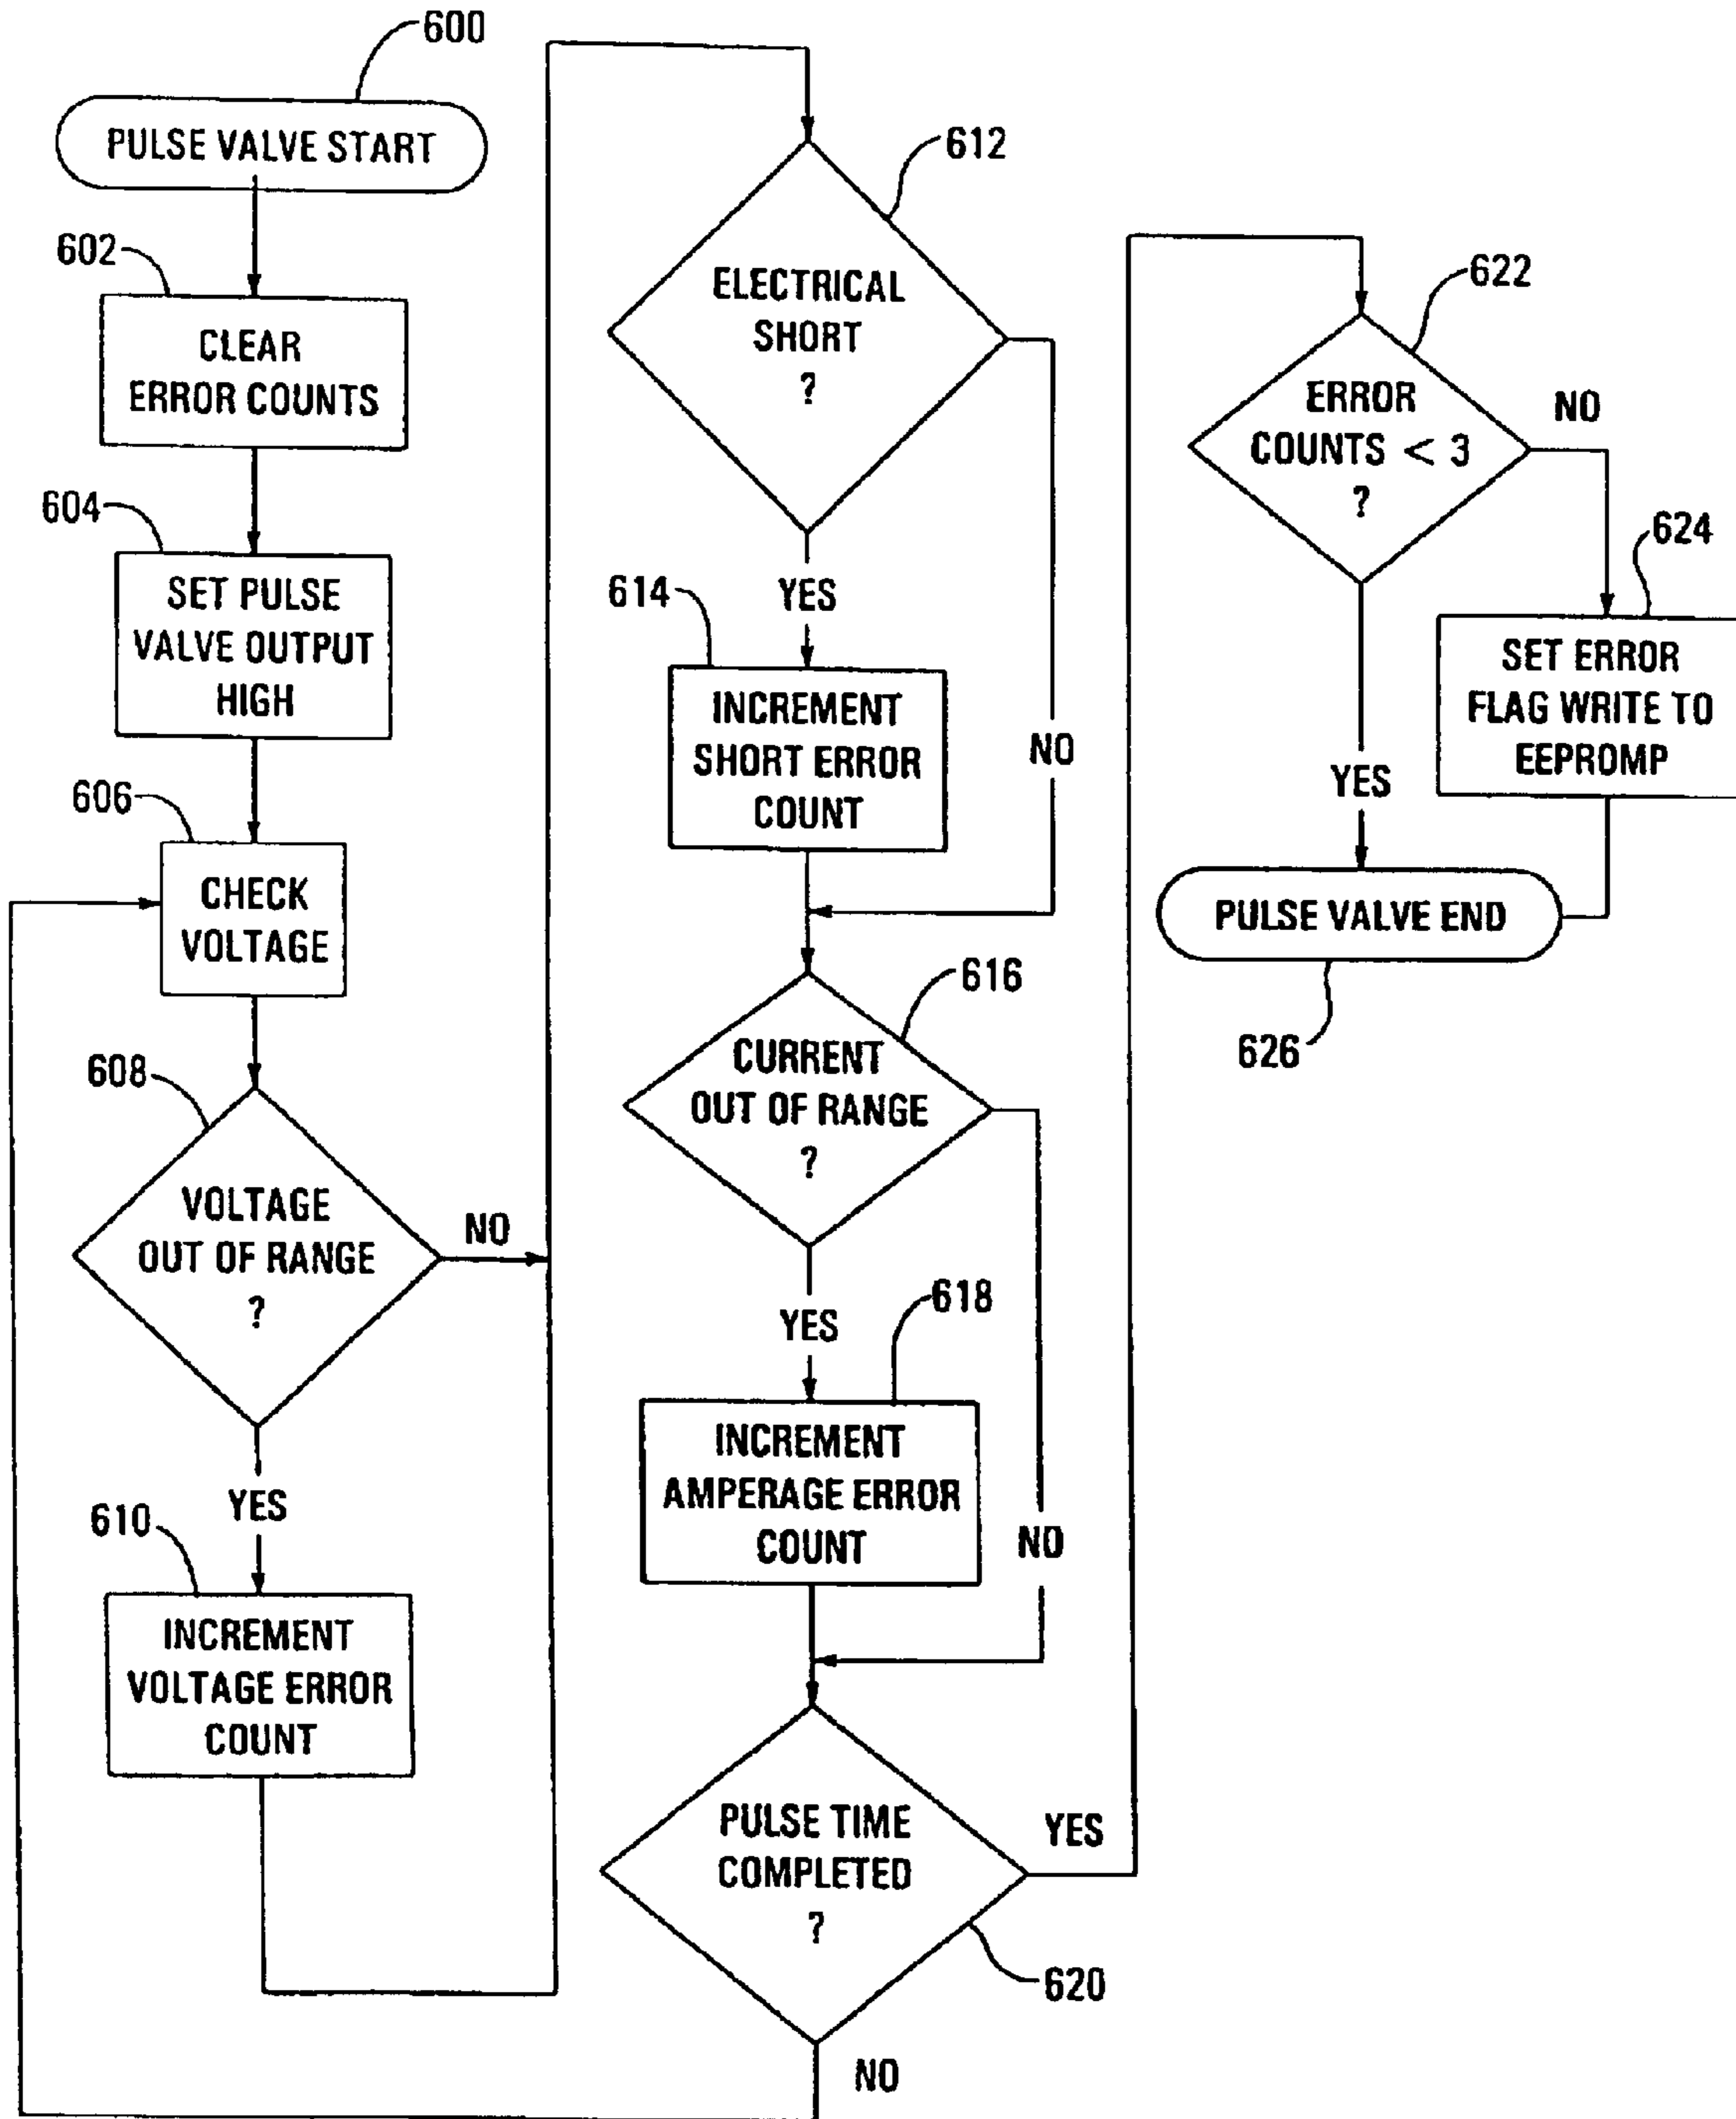 600
PULSE VALVE START
602
CLEAR
ERROR COUNTS
604
SET PULSE
VALVE OUTPUT
HIGH
606
CHECK
VOLTAGE
608
VOLTAGE
OUT OF RANGE
?
NO
YES
610
INCREMENT
VOLTAGE ERROR
COUNT
612
ELECTRICAL
SHORT
?
YES
NO
614
INCREMENT
SHORT ERROR
COUNT
616
CURRENT
OUT OF RANGE
?
YES
NO
618
INCREMENT
AMPERAGE ERROR
COUNT
PULSE TIME
COMPLETED
?
YES
620
NO
622
ERROR
COUNTS < 3
?
NO
YES
624
SET ERROR
FLAG WRITE TO
EEPROMP
PULSE VALVE END
626